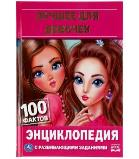 ЛУЧШЕЕ ДЛЯ
ДЕВОЧЕК
100
ФАКТОВ
ЭНЦИКЛОПЕДИЯ
С РАЗВИВАЮЩИМИ ЗАДАНИЯМИ